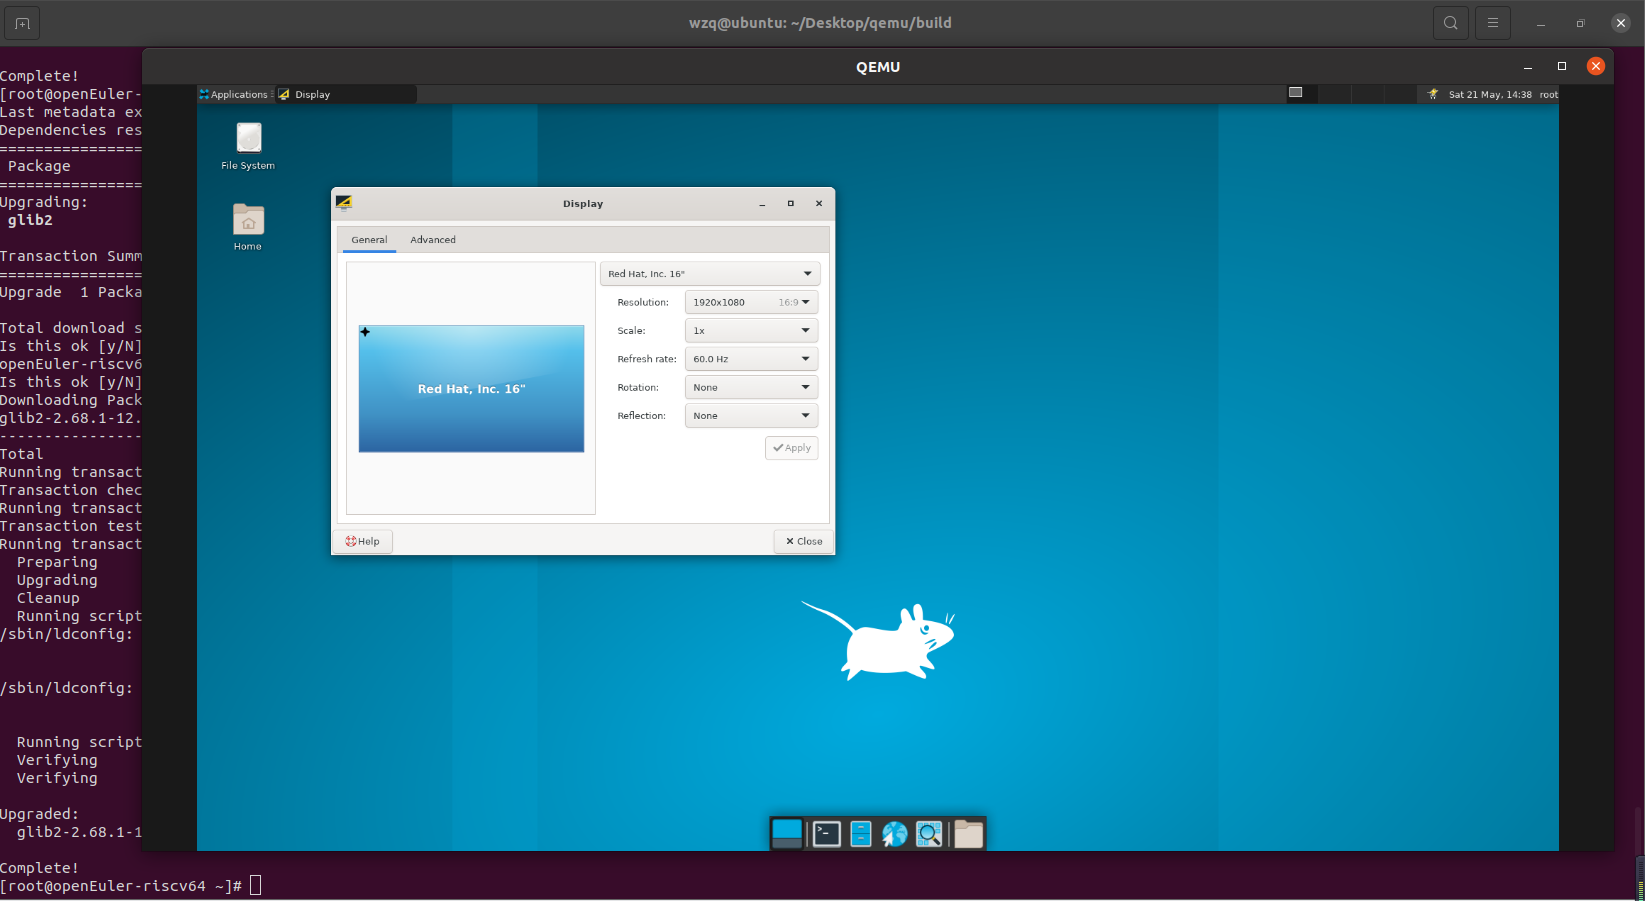 wzq@ubuntu: ~/Desktop/qemu/build
Complete!
[root@openEuler-
Last metadata ex
Dependencies res
================
Package
================
Upgrading:
glib2
Transaction Summ
================
Upgrade  1 Packa
Total download s
Is this ok [y/N]
openEuler-riscv6
Is this ok [y/N]
Downloading Pack
glib2-2.68.1-12.
----------------
Total
Running transact
Transaction chec
Running transact
Transaction test
Running transact
Preparing
Upgrading
Cleanup
Running script
/sbin/ldconfig:
/sbin/ldconfig:
Running script
Verifying
Verifying
Upgraded:
glib2-2.68.1-1
Complete!
[root@openEuler-riscv64 ~]#
QEMU
Applications
Display
Sat 21 May, 14:38
root
File System
Home
Display
General
Advanced
Red Hat, Inc. 16"
Red Hat, Inc. 16"
Resolution: 1920x1080 16:9
Scale: 1x
Refresh rate: 60.0 Hz
Rotation: None
Reflection: None
Apply
Help
Close